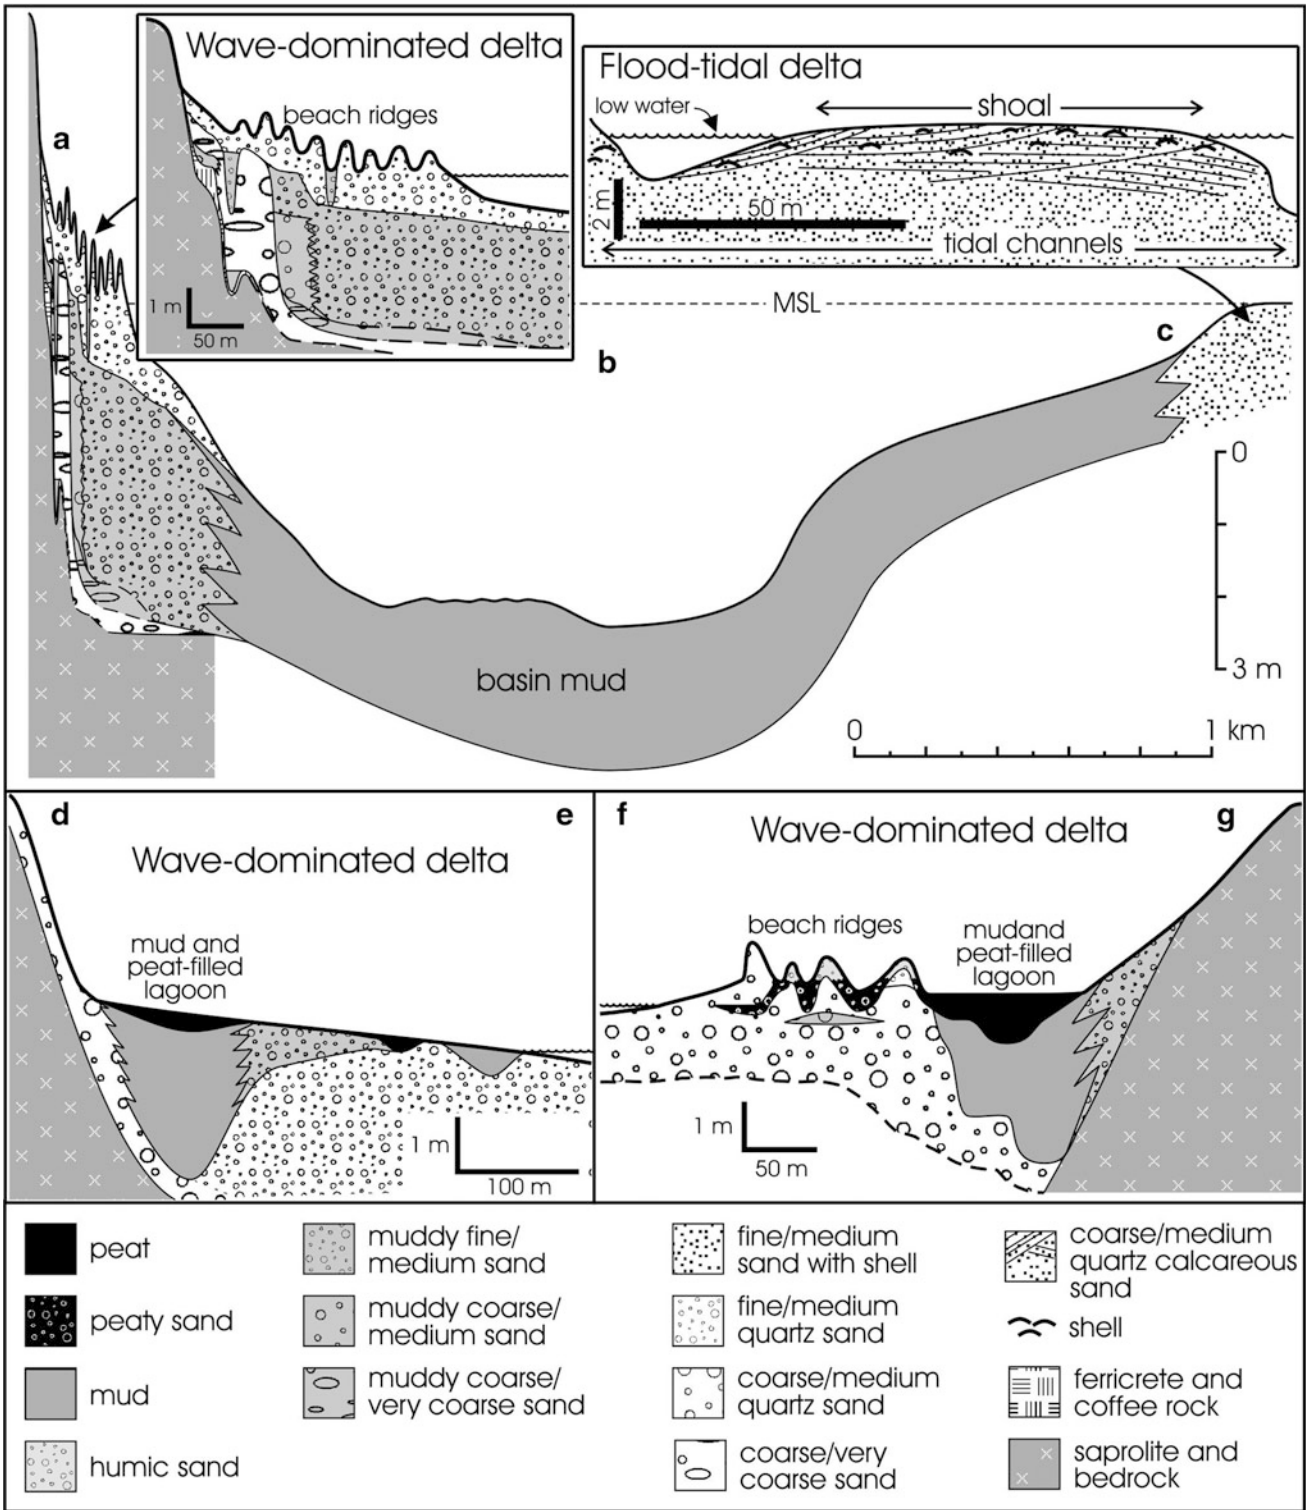 Wave-dominated delta
beach ridges
1 m
50 m
Flood-tidal delta
low water
shoal
2 m
50 m
tidal channels
a
MSL
b
c
0
3 m
basin mud
0
1 km
d
e
Wave-dominated delta
mud and
peat-filled
lagoon
1 m
100 m
f
g
Wave-dominated delta
beach ridges
mudand
peat-filled
lagoon
1 m
50 m
peat
peaty sand
mud
humic sand
muddy fine/
medium sand
muddy coarse/
medium sand
muddy coarse/
very coarse sand
fine/medium
sand with shell
fine/medium
quartz sand
coarse/medium
quartz sand
coarse/very
coarse sand
coarse/medium
quartz calcareous
sand
shell
ferricrete and
coffee rock
saprolite and
bedrock